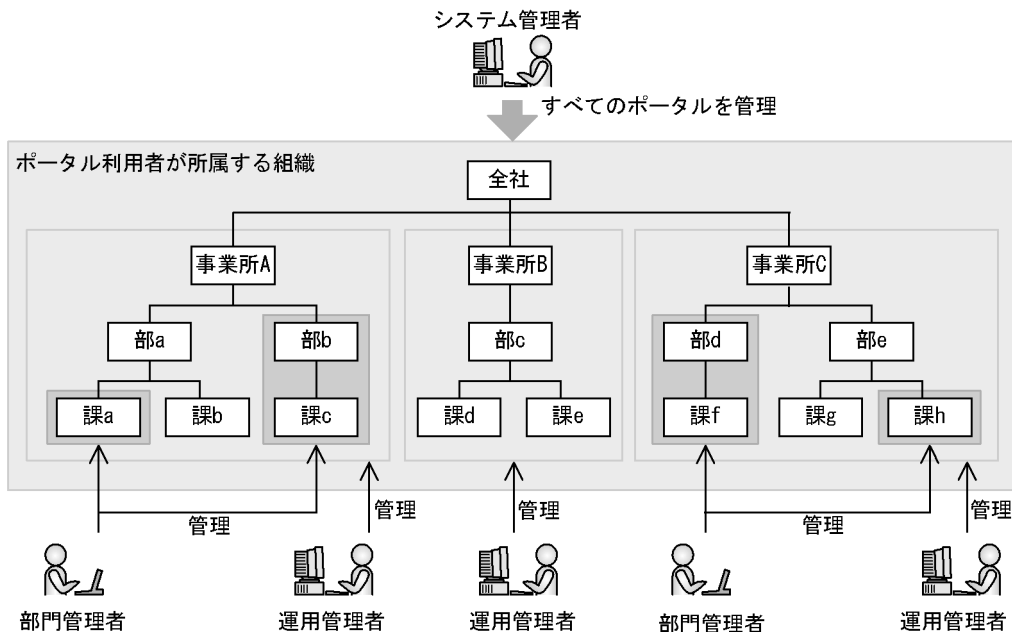 システム管理者
すべてのポータルを管理
ポータル利用者が所属する組織
全社
事業所A
事業所B
事業所C
部a
部b
部c
部d
部e
課a
課b
課c
課d
課e
課f
課g
課h
管理
管理
管理
管理
管理
部門管理者
運用管理者
運用管理者
部門管理者
運用管理者